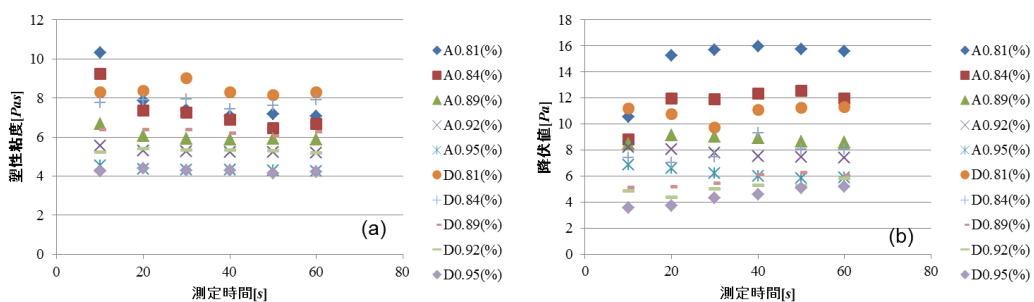 12
10
8
6
4
2
0
0
20
40
60
80
塑性粘度[Pas]
測定時間[s]
(a)
A0.81(%)
A0.84(%)
A0.89(%)
A0.92(%)
A0.95(%)
D0.81(%)
D0.84(%)
D0.89(%)
D0.92(%)
D0.95(%)
18
16
14
12
10
8
6
4
2
0
0
20
40
60
80
降伏値[Pa]
測定時間[s]
(b)
A0.81(%)
A0.84(%)
A0.89(%)
A0.92(%)
A0.95(%)
D0.81(%)
D0.84(%)
D0.89(%)
D0.92(%)
D0.95(%)